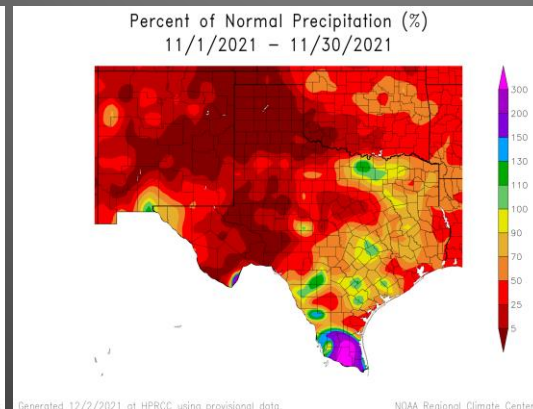 Percent of Normal Precipitation (%)
11/1/2021 – 11/30/2021
300
200
150
130
110
100
90
70
50
25
5
Generated 12/2/2021 at HPRCC using provisional data.
NOAA Regional Climate Center